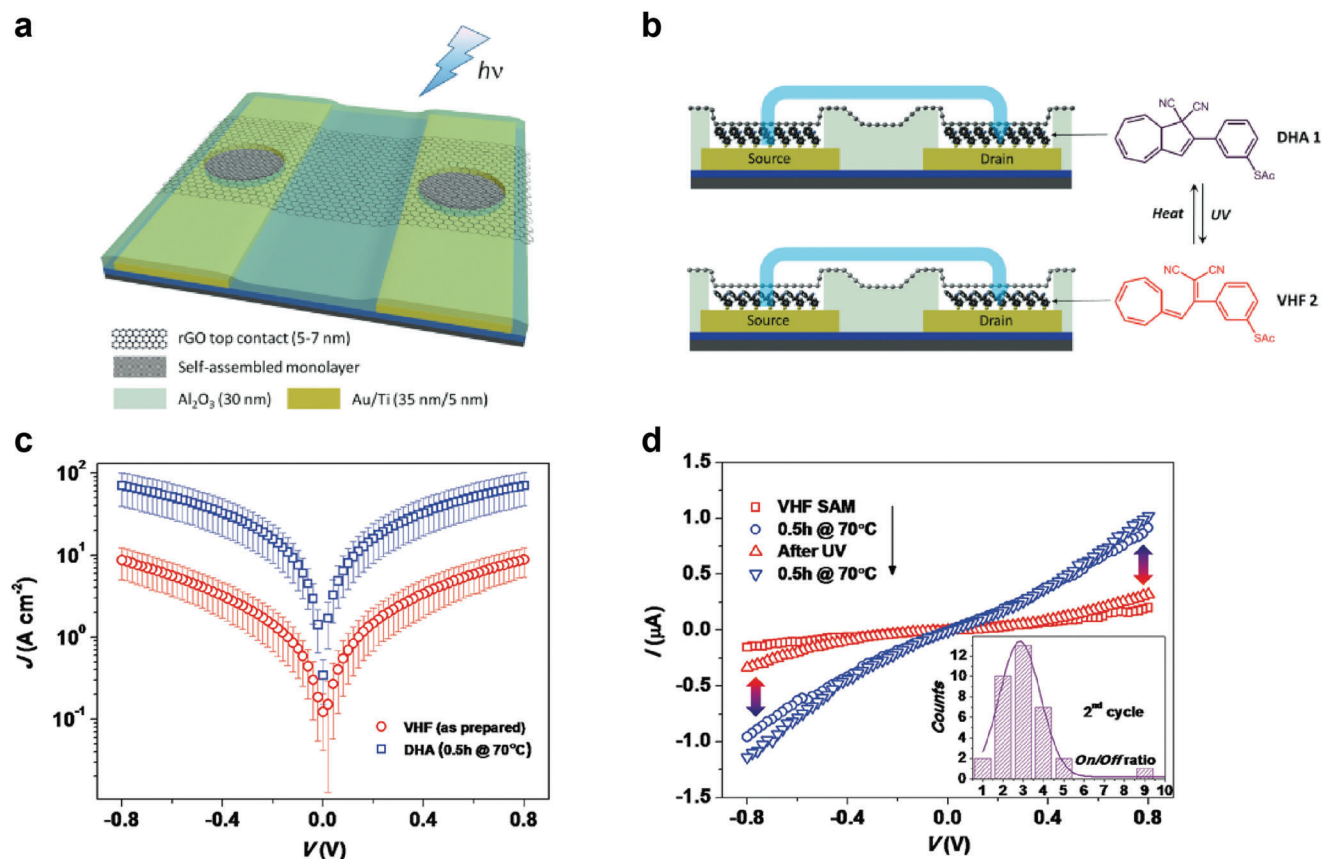 a
hν
rGO top contact (5-7 nm)
Self-assembled monolayer
Al₂O₃ (30 nm)
Au/Ti (35 nm/5 nm)
b
Source
Drain
NC
CN
SAc
DHA 1
Heat
UV
Source
Drain
NC
CN
SAc
VHF 2
c
J (A cm⁻²)
10²
10¹
10⁰
10⁻¹
VHF (as prepared)
DHA (0.5h @ 70°C)
-0.8 -0.4 0.0 0.4 0.8
V (V)
d
I (μA)
1.5
1.0
0.5
0.0
-0.5
-1.0
-1.5
VHF SAM
0.5h @ 70°C
After UV
0.5h @ 70°C
Counts
12
10
8
6
4
2
0
2nd cycle
On/Off ratio
1 2 3 4 5 6 7 8 9 10
-0.8 -0.4 0.0 0.4 0.8
V (V)